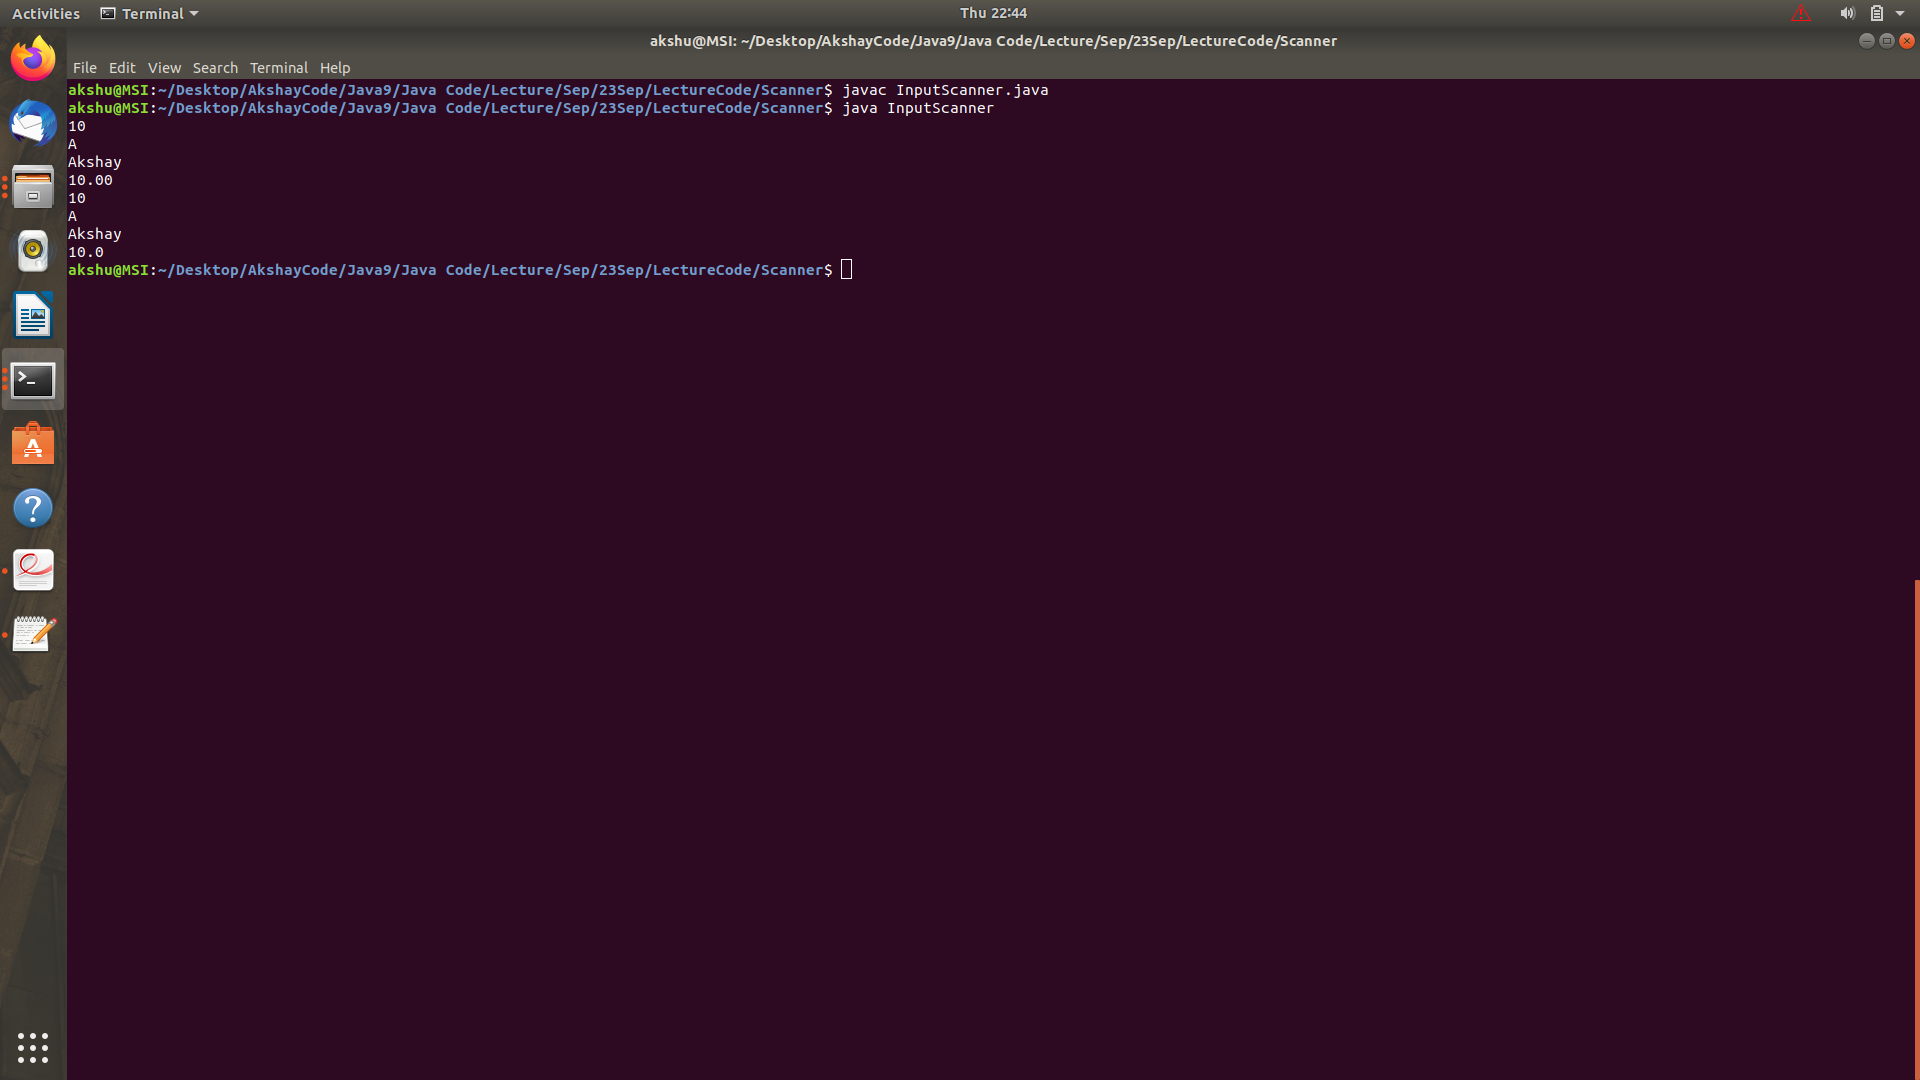 Activities Terminal Thu 22:44
akshu@MSI: ~/Desktop/AkshayCode/Java9/Java Code/Lecture/Sep/23Sep/LectureCode/Scanner
File Edit View Search Terminal Help
akshu@MSI:~/Desktop/AkshayCode/Java9/Java Code/Lecture/Sep/23Sep/LectureCode/Scanner$ javac InputScanner.java
akshu@MSI:~/Desktop/AkshayCode/Java9/Java Code/Lecture/Sep/23Sep/LectureCode/Scanner$ java InputScanner
10
A
Akshay
10.00
10
A
Akshay
10.0
akshu@MSI:~/Desktop/AkshayCode/Java9/Java Code/Lecture/Sep/23Sep/LectureCode/Scanner$